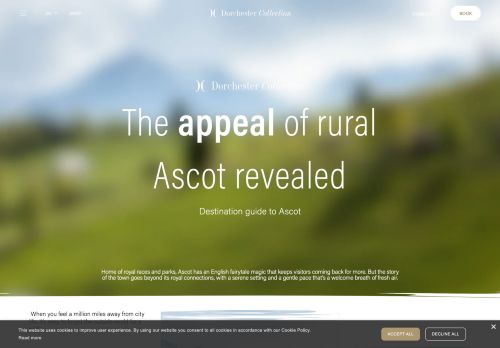 Dorchester Collection
BOOK
Dorchester Collection
The appeal of rural
Ascot revealed
Destination guide to Ascot
Home of royal races and parks, Ascot has an English fairytale magic that keeps visitors coming back for more. But the story
of the town goes beyond its royal connections, with a serene setting and a gentle pace that's a welcome breath of fresh air.
When you feel a million miles away from city
This website uses cookies to improve user experience. By using our website you consent to all cookies in accordance with our Cookie Policy.
Read more
ACCEPT ALL
DECLINE ALL